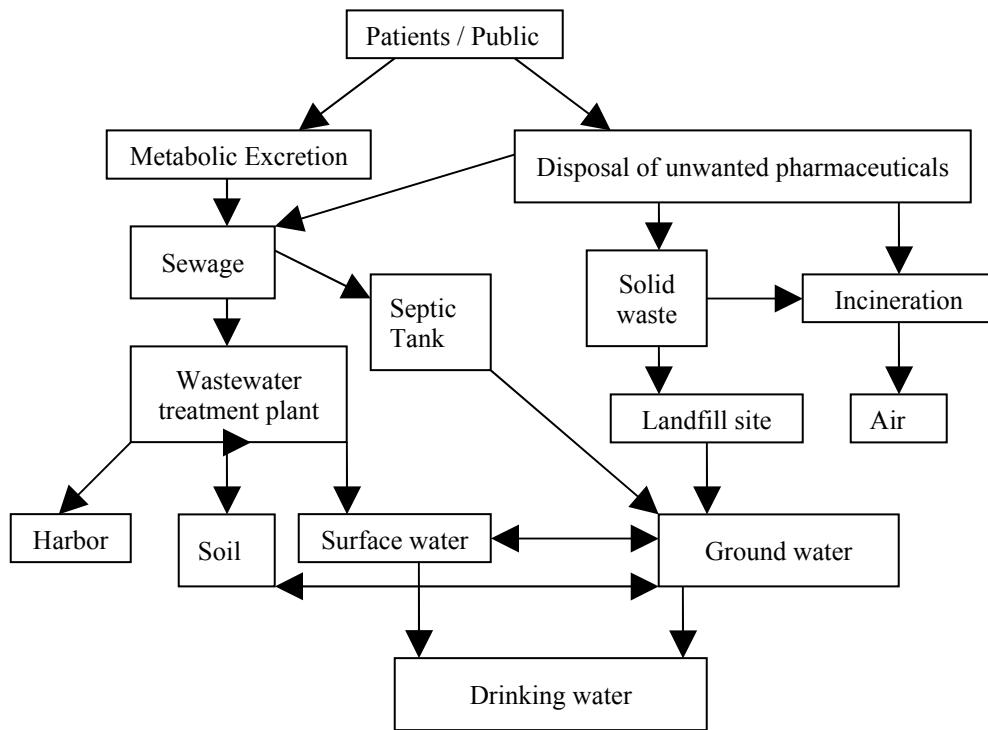 Patients / Public
Metabolic Excretion
Disposal of unwanted pharmaceuticals
Sewage
Septic
Tank
Solid
waste
Incineration
Wastewater
treatment plant
Landfill site
Air
Harbor
Soil
Surface water
Ground water
Drinking water